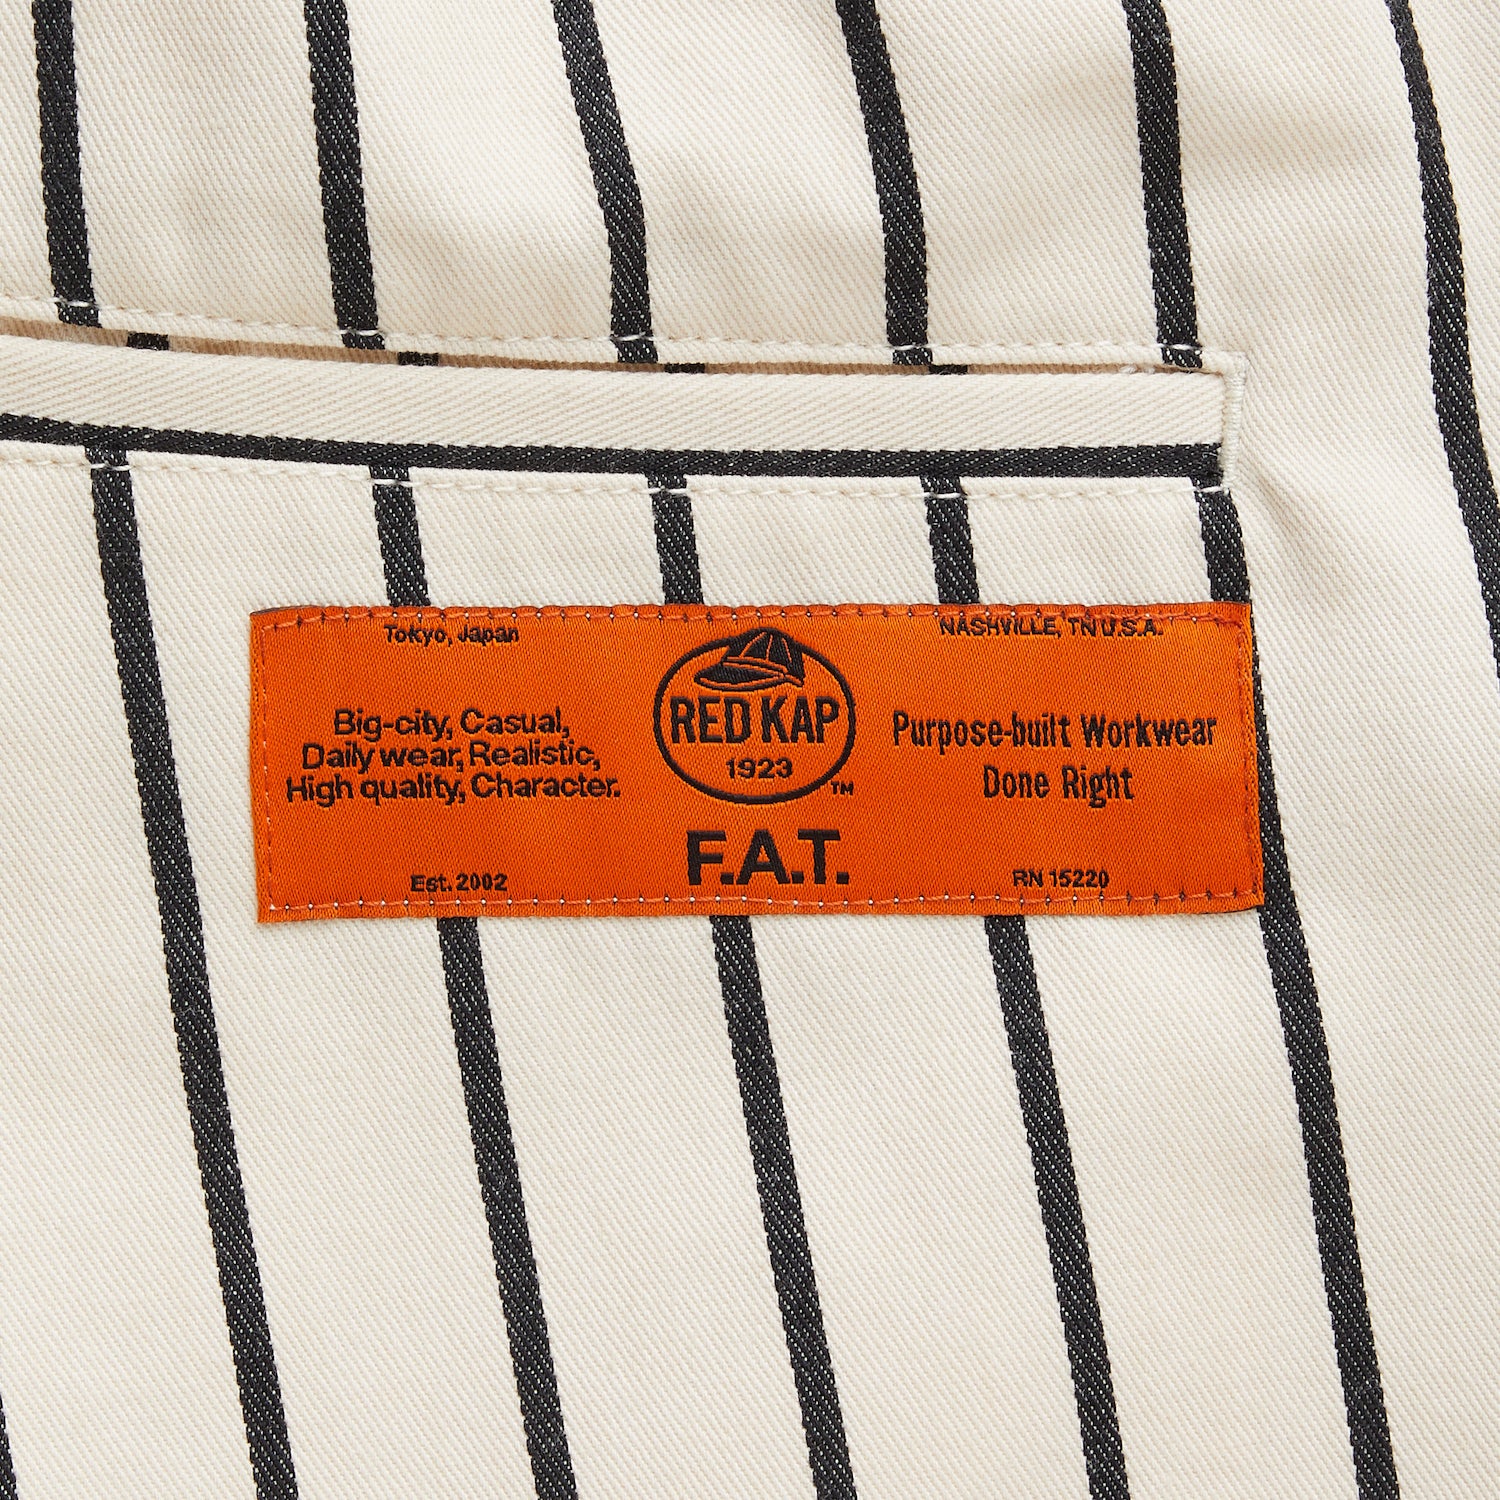 Tokyo, Japan
Big-city, Casual,
Daily wear, Realistic,
High quality, Character.
Est. 2002
RED KAP
1923
™
F.A.T.
NASHVILLE, TN U.S.A.
Purpose-built Workwear
Done Right
RN 15220